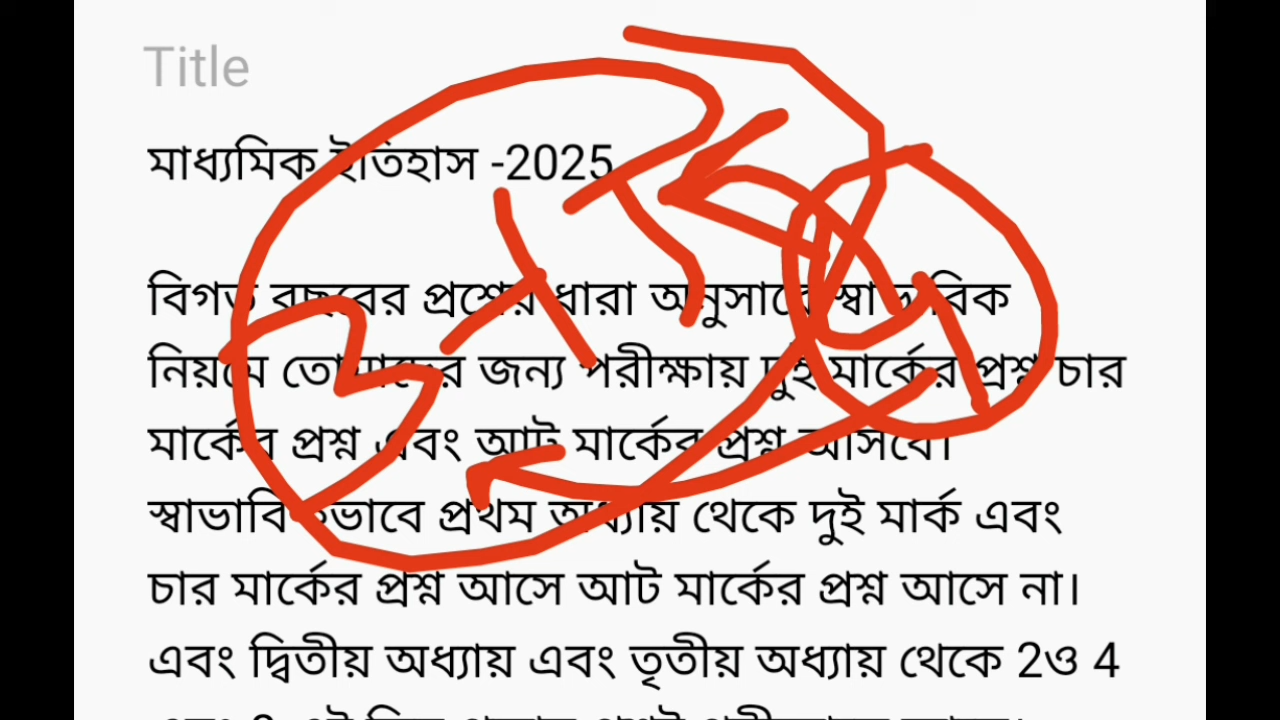 Title
মাধ্যমিক ইতিহাস -2025
বিগত বছরের প্রশ্নের ধারা অনুসারে স্বাভাবিক
নিয়মে তোমাদের জন্য পরীক্ষায় দুই মার্কের প্রশ্ন চার
মার্কের প্রশ্ন এবং আট মার্কের প্রশ্ন আসবে।
স্বাভাবিকভাবে প্রথম অধ্যায় থেকে দুই মার্ক এবং
চার মার্কের প্রশ্ন আসে আট মার্কের প্রশ্ন আসে না।
এবং দ্বিতীয় অধ্যায় এবং তৃতীয় অধ্যায় থেকে 2ও 4